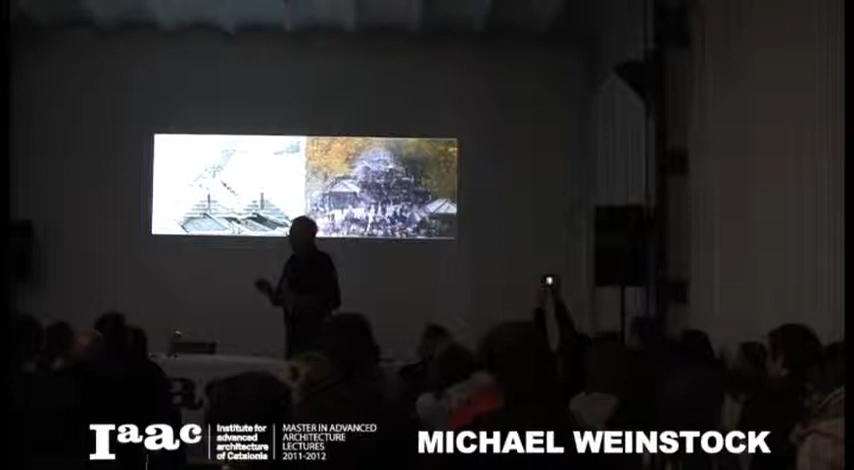 Iaac
Institute for
advanced
architecture
of Catalonia
MASTER IN ADVANCED
ARCHITECTURE
LECTURES
2011-2012
MICHAEL WEINSTOCK